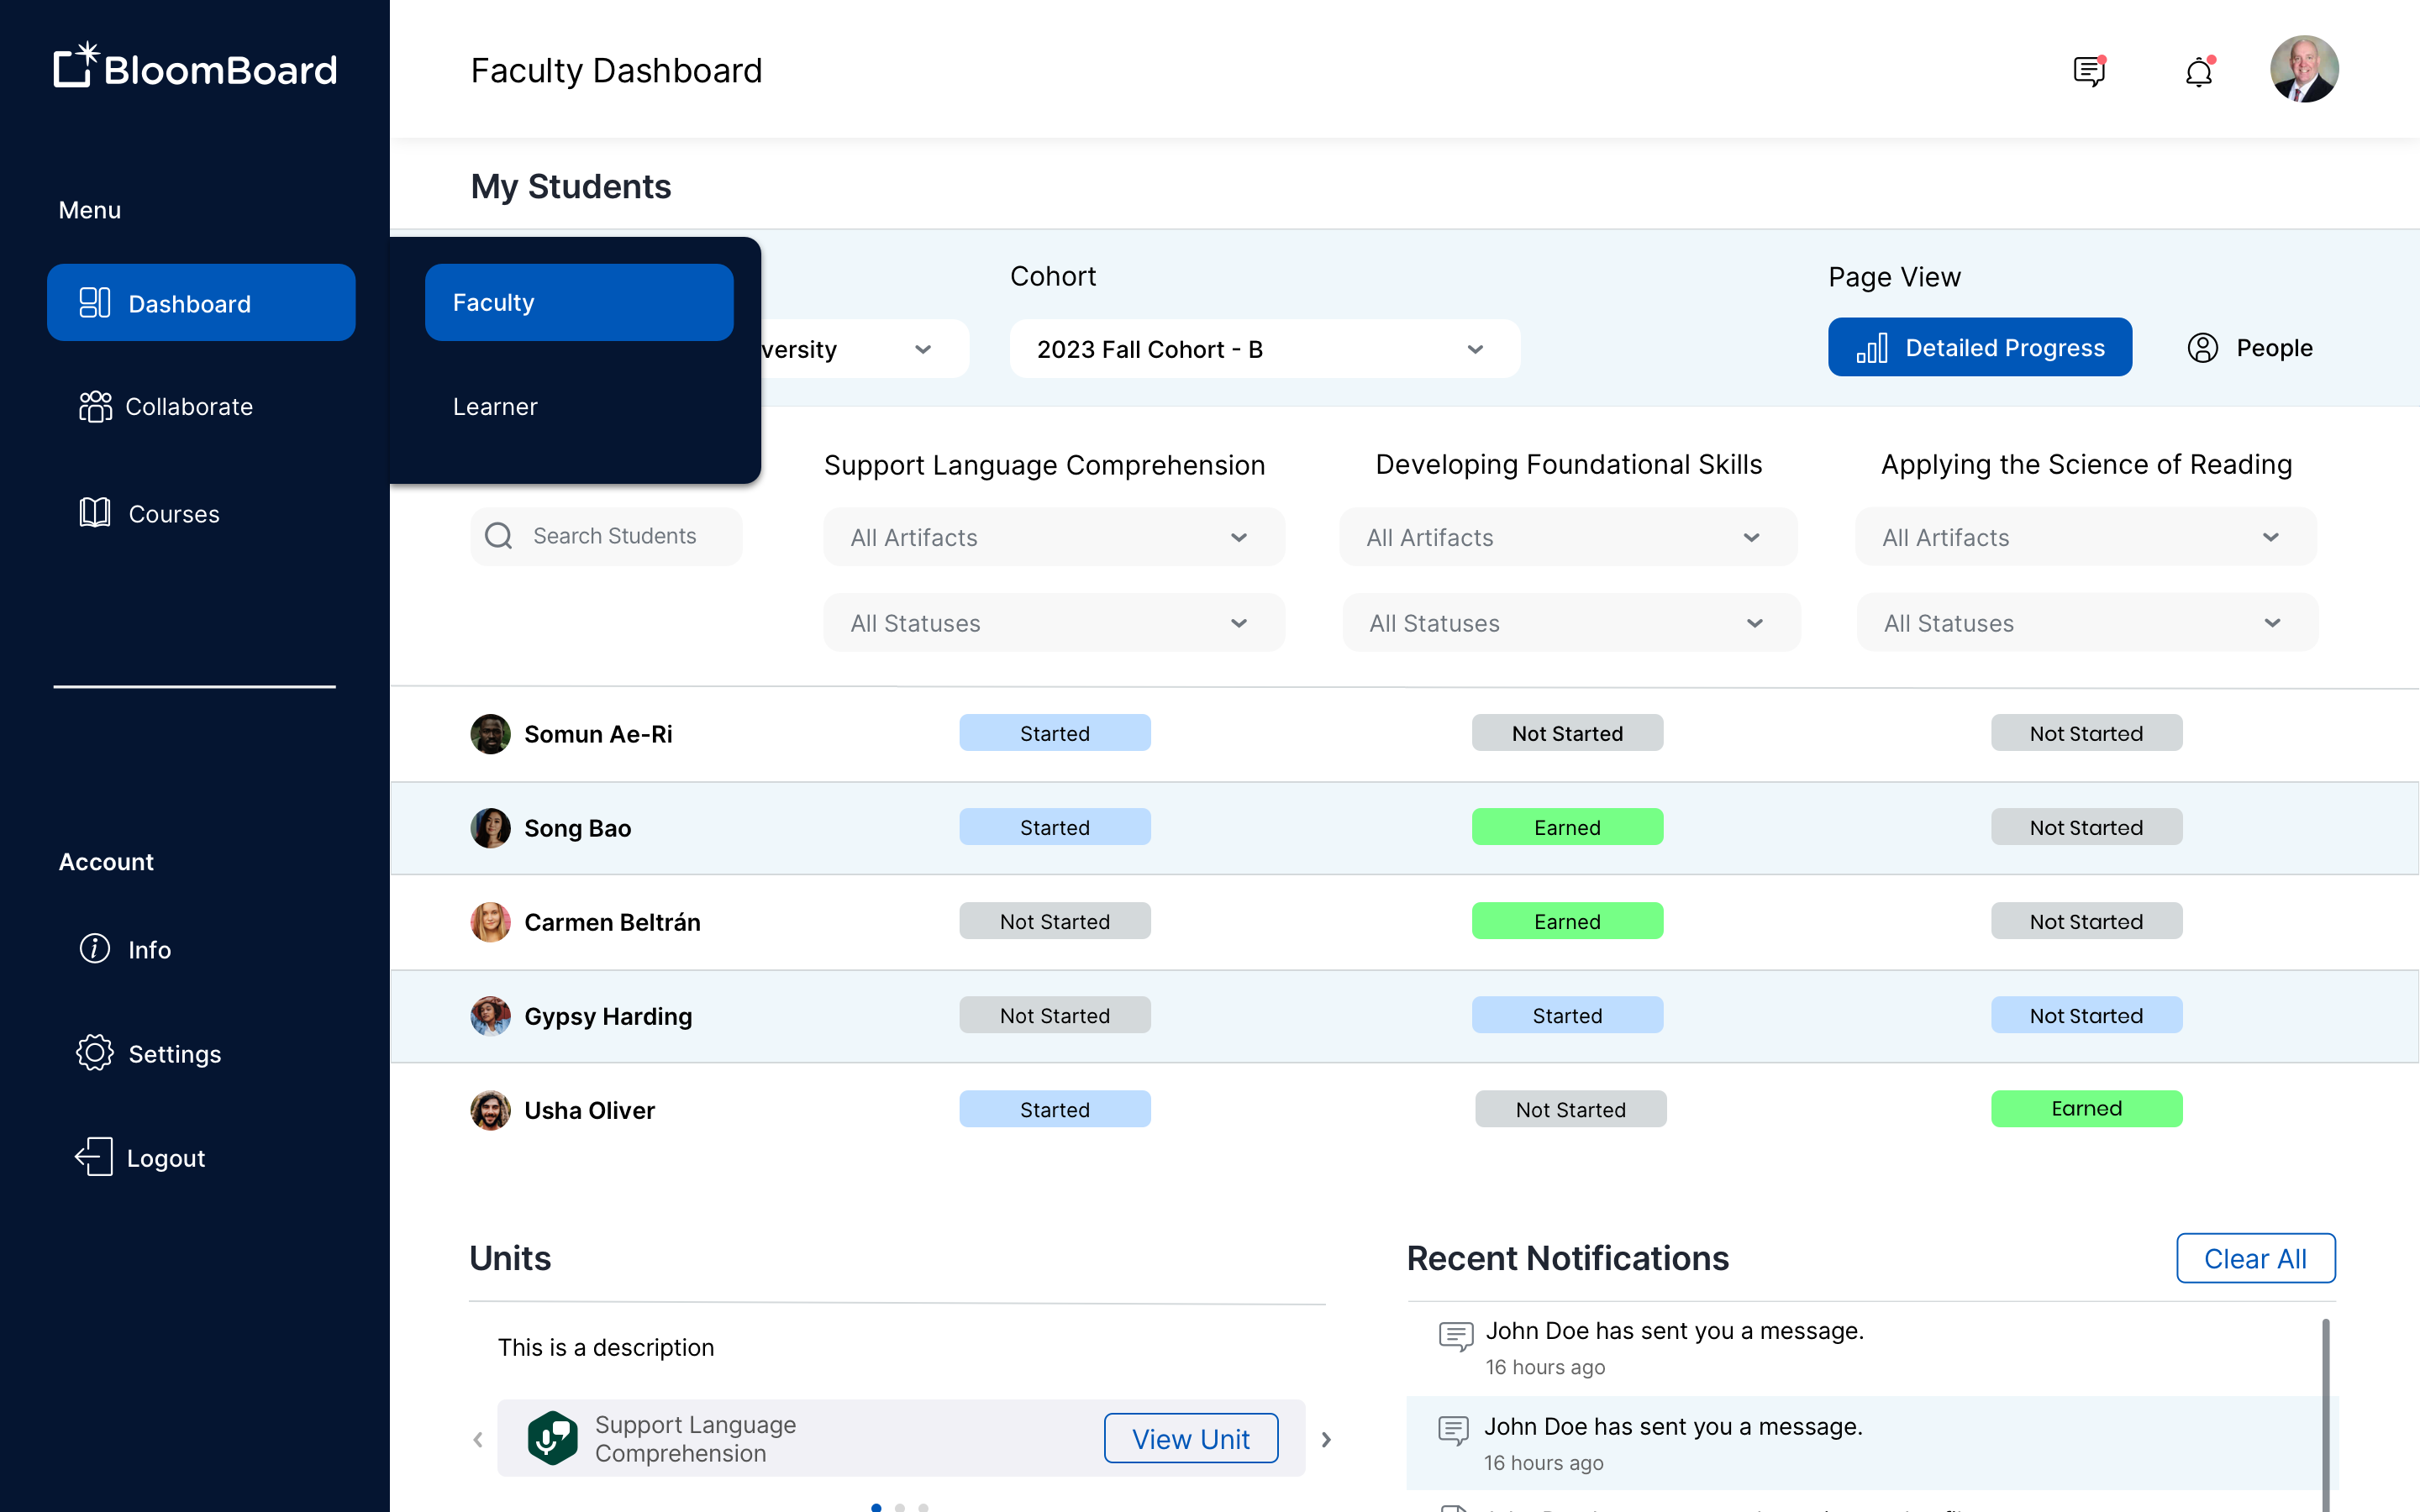 BloomBoard
Faculty Dashboard
My Students
Menu
Dashboard
Collaborate
Courses
Faculty
Learner
Cohort
Page View
versity
2023 Fall Cohort - B
Detailed Progress
People
Support Language Comprehension
Developing Foundational Skills
Applying the Science of Reading
Search Students
All Artifacts
All Artifacts
All Artifacts
All Statuses
All Statuses
All Statuses
Somun Ae-Ri
Started
Not Started
Not Started
Song Bao
Started
Earned
Not Started
Carmen Beltrán
Not Started
Earned
Not Started
Gypsy Harding
Not Started
Started
Not Started
Usha Oliver
Started
Not Started
Earned
Account
Info
Settings
Logout
Units
This is a description
Support Language
Comprehension
View Unit
Recent Notifications
Clear All
John Doe has sent you a message.
16 hours ago
John Doe has sent you a message.
16 hours ago